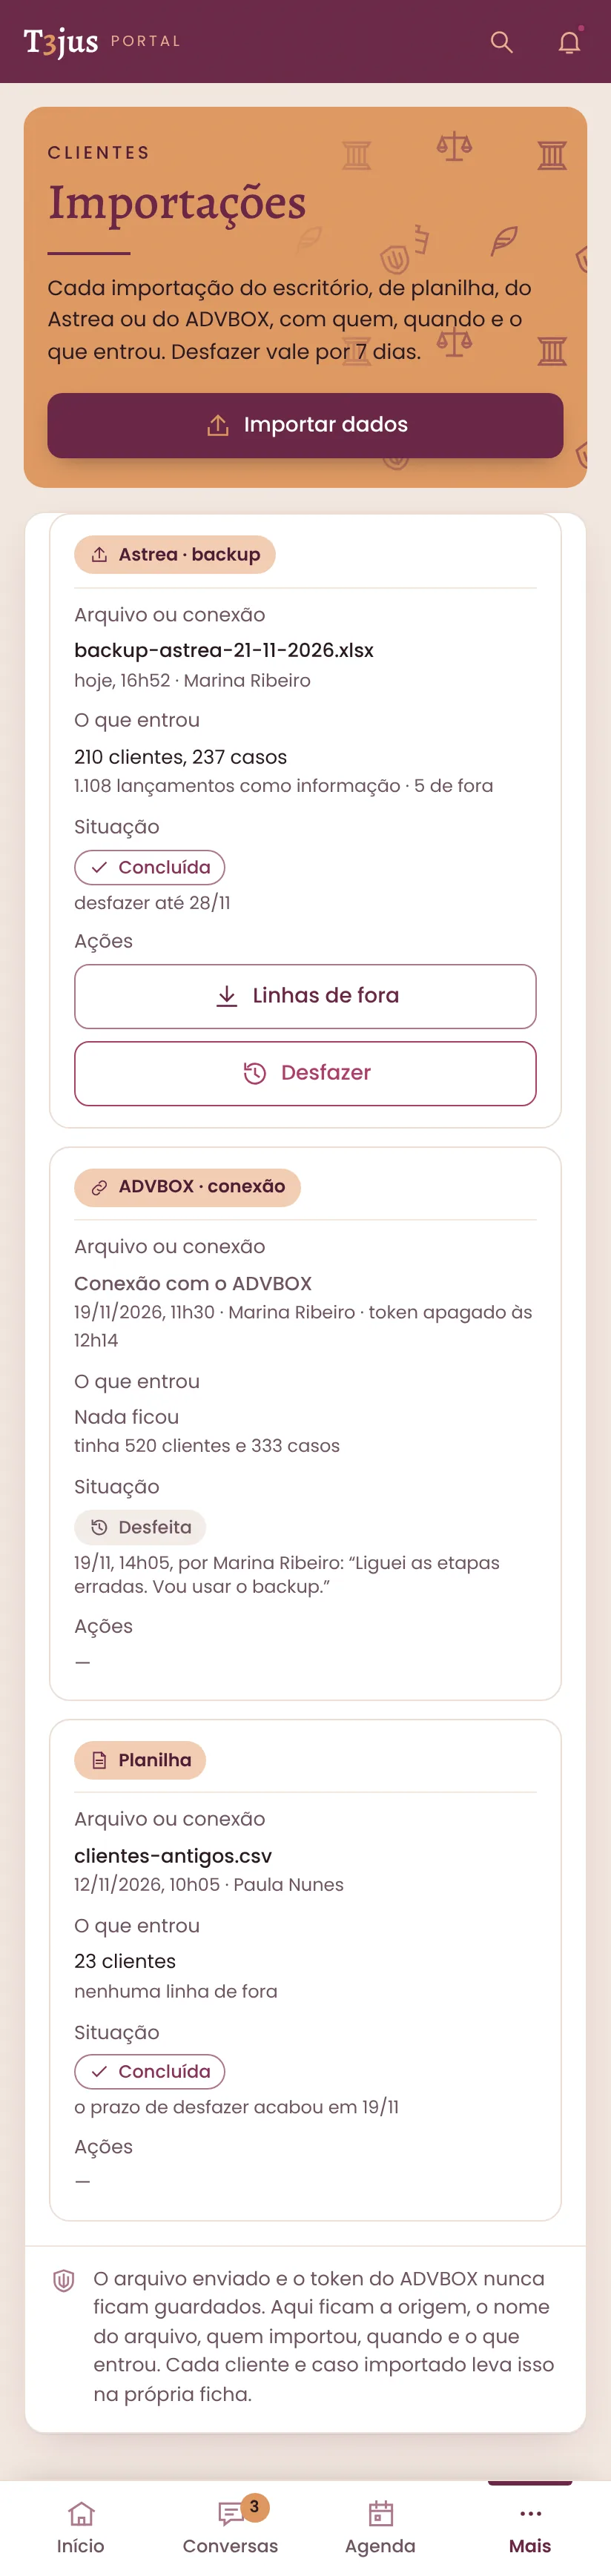 T3jus PORTAL
CLIENTES
Importações
Cada importação do escritório, de planilha, do
Astrea ou do ADVBOX, com quem, quando e o
que entrou. Desfazer vale por 7 dias.
Importar dados
Astrea · backup
Arquivo ou conexão
backup-astrea-21-11-2026.xlsx
hoje, 16h52 · Marina Ribeiro
O que entrou
210 clientes, 237 casos
1.108 lançamentos como informação · 5 de fora
Situação
Concluída
desfazer até 28/11
Ações
Linhas de fora
Desfazer
ADVBOX · conexão
Arquivo ou conexão
Conexão com o ADVBOX
19/11/2026, 11h30 · Marina Ribeiro · token apagado às
12h14
O que entrou
Nada ficou
tinha 520 clientes e 333 casos
Situação
Desfeita
19/11, 14h05, por Marina Ribeiro: “Liguei as etapas
erradas. Vou usar o backup.”
Ações
—
Planilha
Arquivo ou conexão
clientes-antigos.csv
12/11/2026, 10h05 · Paula Nunes
O que entrou
23 clientes
nenhuma linha de fora
Situação
Concluída
o prazo de desfazer acabou em 19/11
Ações
—
O arquivo enviado e o token do ADVBOX nunca
ficam guardados. Aqui ficam a origem, o nome
do arquivo, quem importou, quando e o que
entrou. Cada cliente e caso importado leva isso
na própria ficha.
3
Início
Conversas
Agenda
Mais